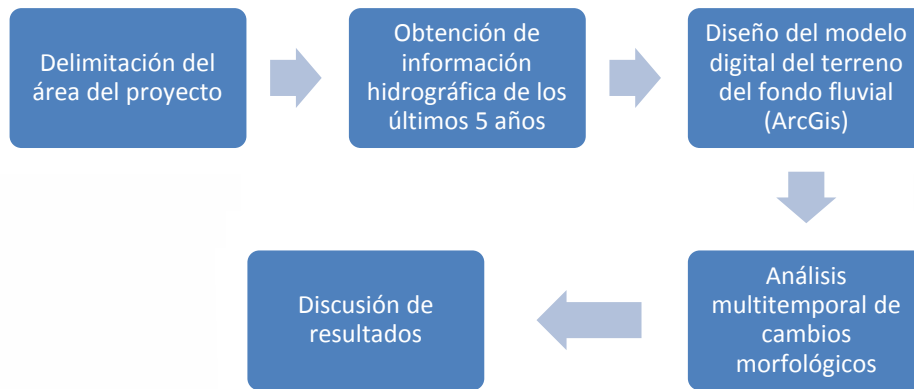 Delimitación del
área del proyecto
Obtención de
información
hidrográfica de los
últimos 5 años
Diseño del modelo
digital del terreno
del fondo fluvial
(ArcGis)
Análisis
multitemporal de
cambios
morfológicos
Discusión de
resultados